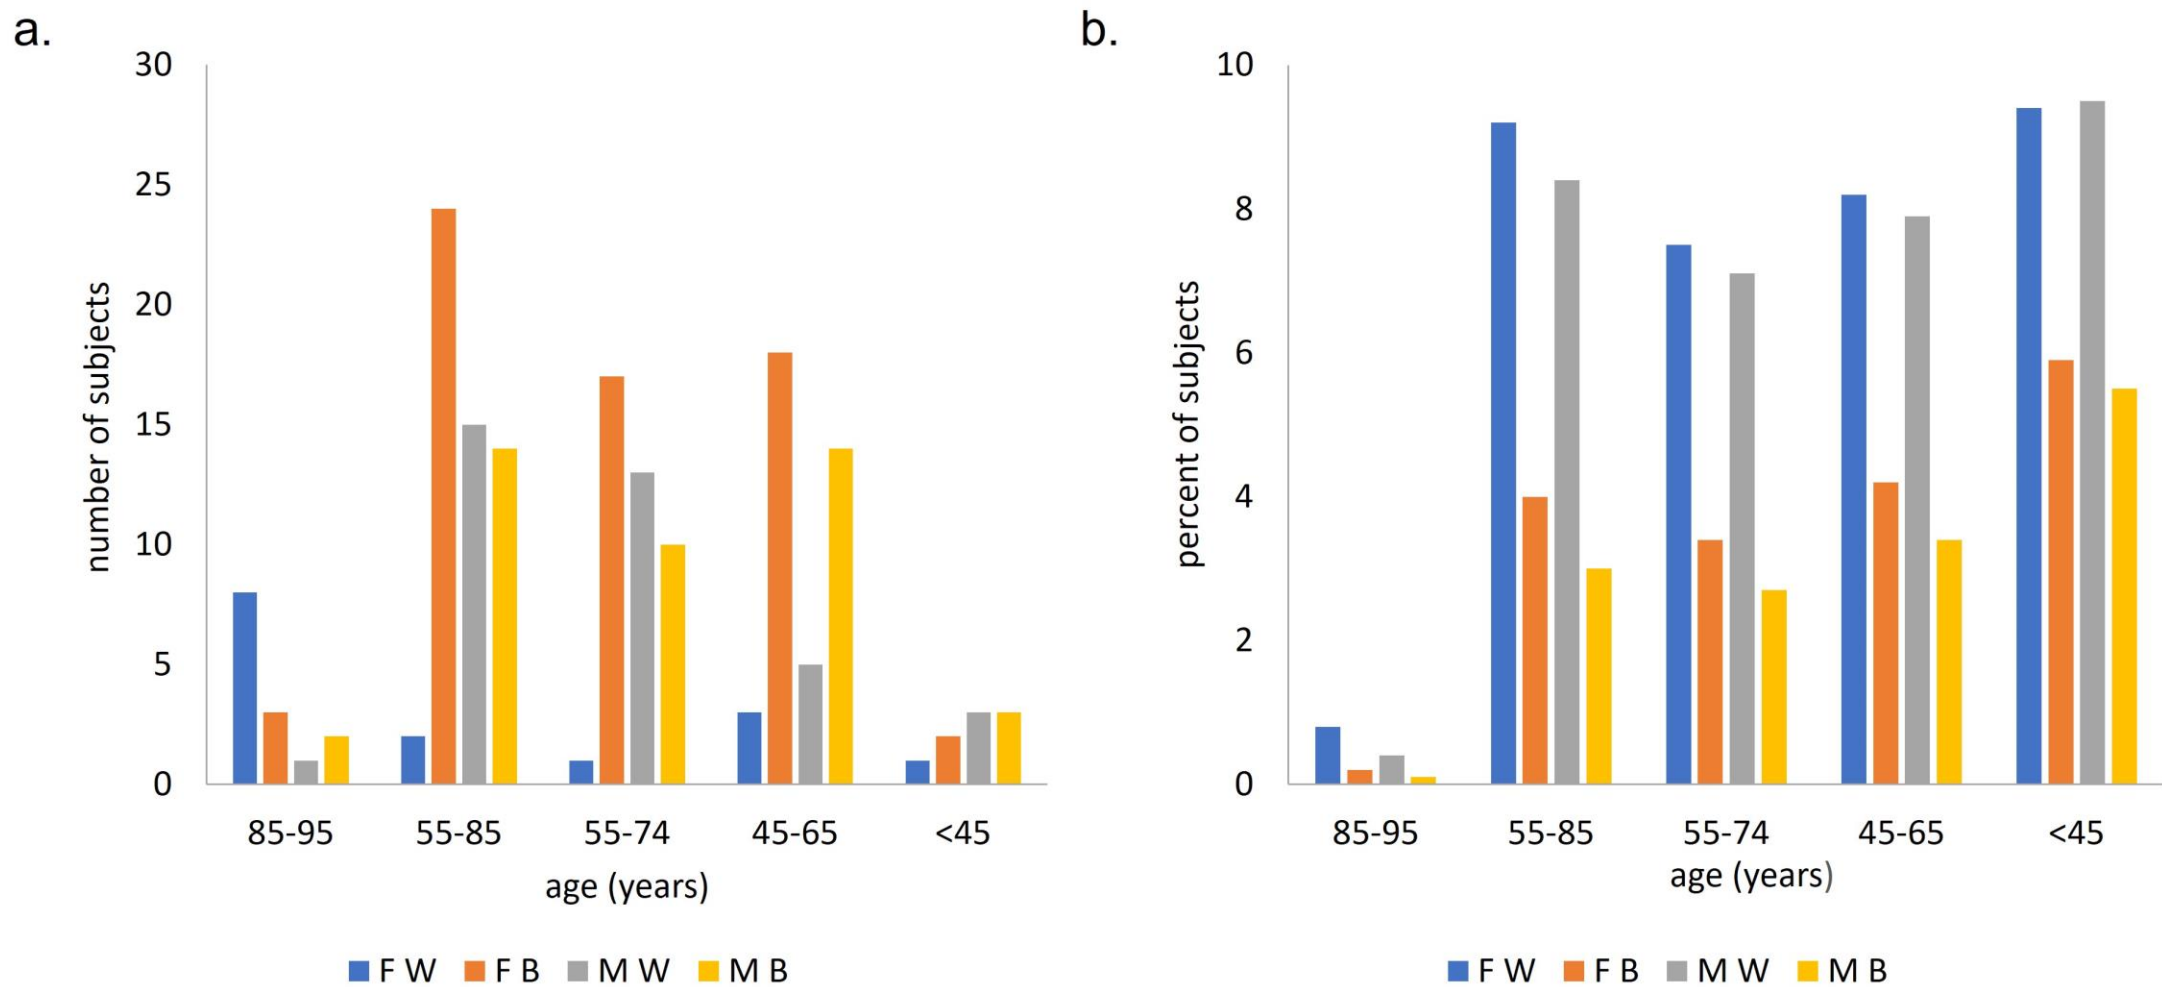 a.
30
25
20
15
10
5
0
number of subjects
85-95 55-85 55-74 45-65 <45
age (years)
F W F B M W M B
b.
10
8
6
4
2
0
percent of subjects
85-95 55-85 55-74 45-65 <45
age (years)
F W F B M W M B